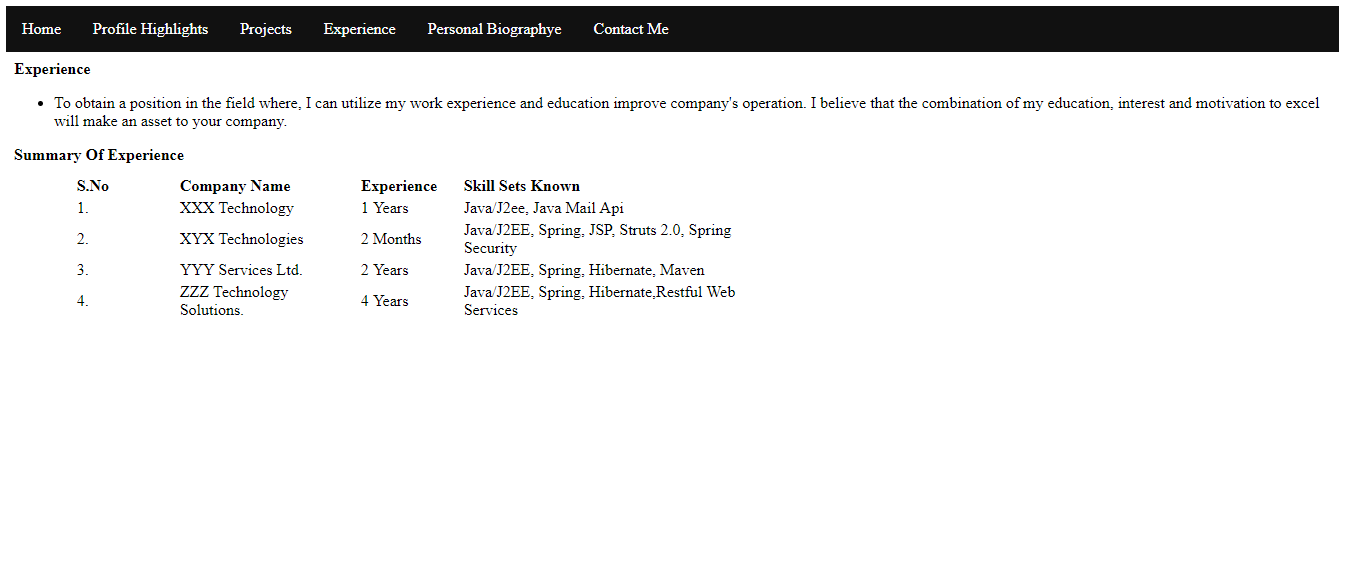 Home Profile Highlights Projects Experience Personal Biographye Contact Me
Experience
• To obtain a position in the field where, I can utilize my work experience and education improve company's operation. I believe that the combination of my education, interest and motivation to excel
will make an asset to your company.
Summary Of Experience
S.No Company Name Experience Skill Sets Known
1. XXX Technology 1 Years Java/J2ee, Java Mail Api
2. XYX Technologies 2 Months Java/J2EE, Spring, JSP, Struts 2.0, Spring
Security
3. YYY Services Ltd. 2 Years Java/J2EE, Spring, Hibernate, Maven
4. ZZZ Technology
Solutions. 4 Years Java/J2EE, Spring, Hibernate,Restful Web
Services